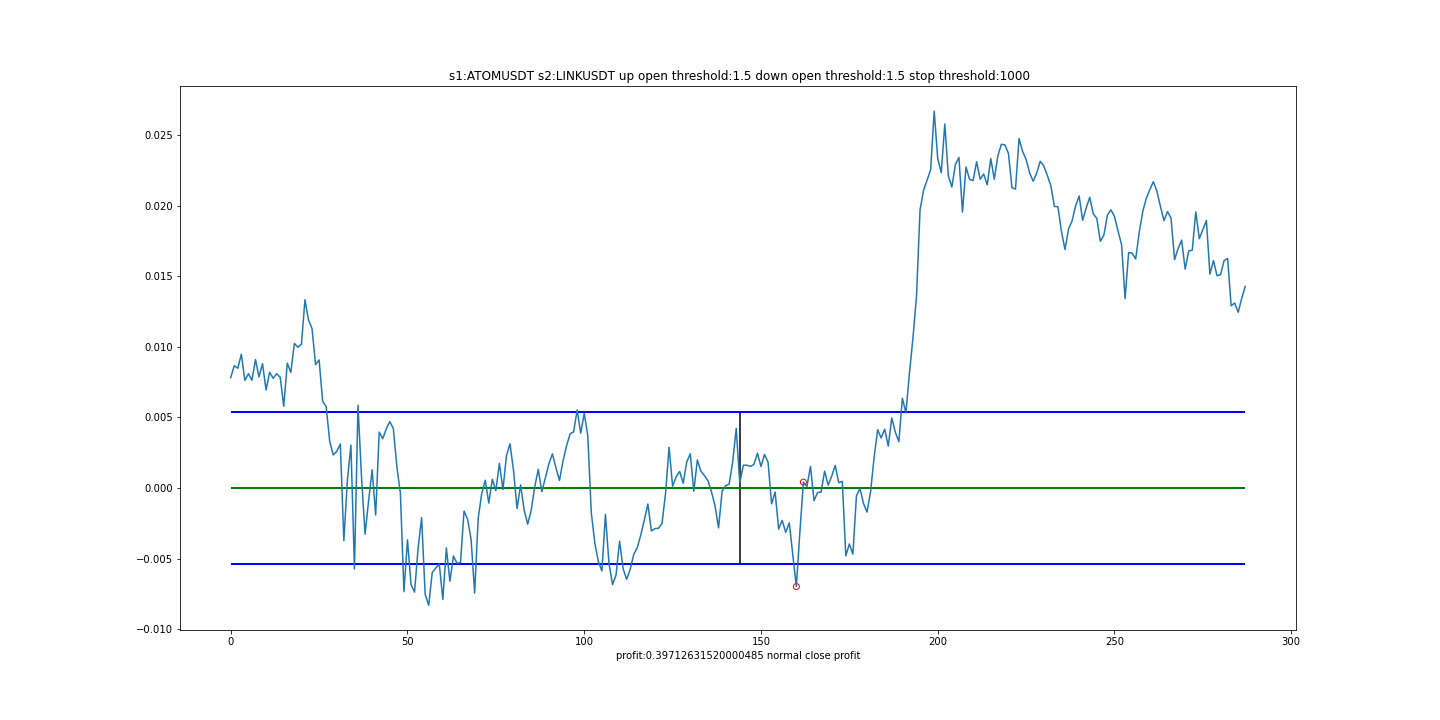 s1:ATOMUSDT s2:LINKUSDT up open threshold:1.5 down open threshold:1.5 stop threshold:1000
0.025
0.020
0.015
0.010
0.005
0.000
−0.005
−0.010
0 50 100 150 200 250 300
profit:0.39712631520000485 normal close profit